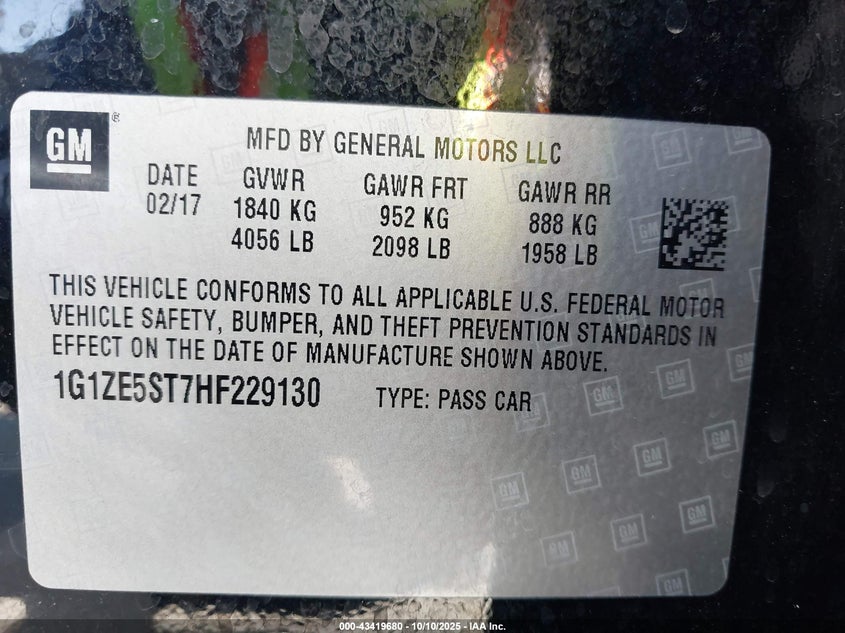 GM
MFD BY GENERAL MOTORS LLC
DATE GVWR GAWR FRT GAWR RR
02/17 1840 KG 952 KG 888 KG
4056 LB 2098 LB 1958 LB
THIS VEHICLE CONFORMS TO ALL APPLICABLE U.S. FEDERAL MOTOR
VEHICLE SAFETY, BUMPER, AND THEFT PREVENTION STANDARDS IN
EFFECT ON THE DATE OF MANUFACTURE SHOWN ABOVE.
1G1ZE5ST7HF229130 TYPE: PASS CAR
000-43419680 - 10/10/2025 - IAA Inc.